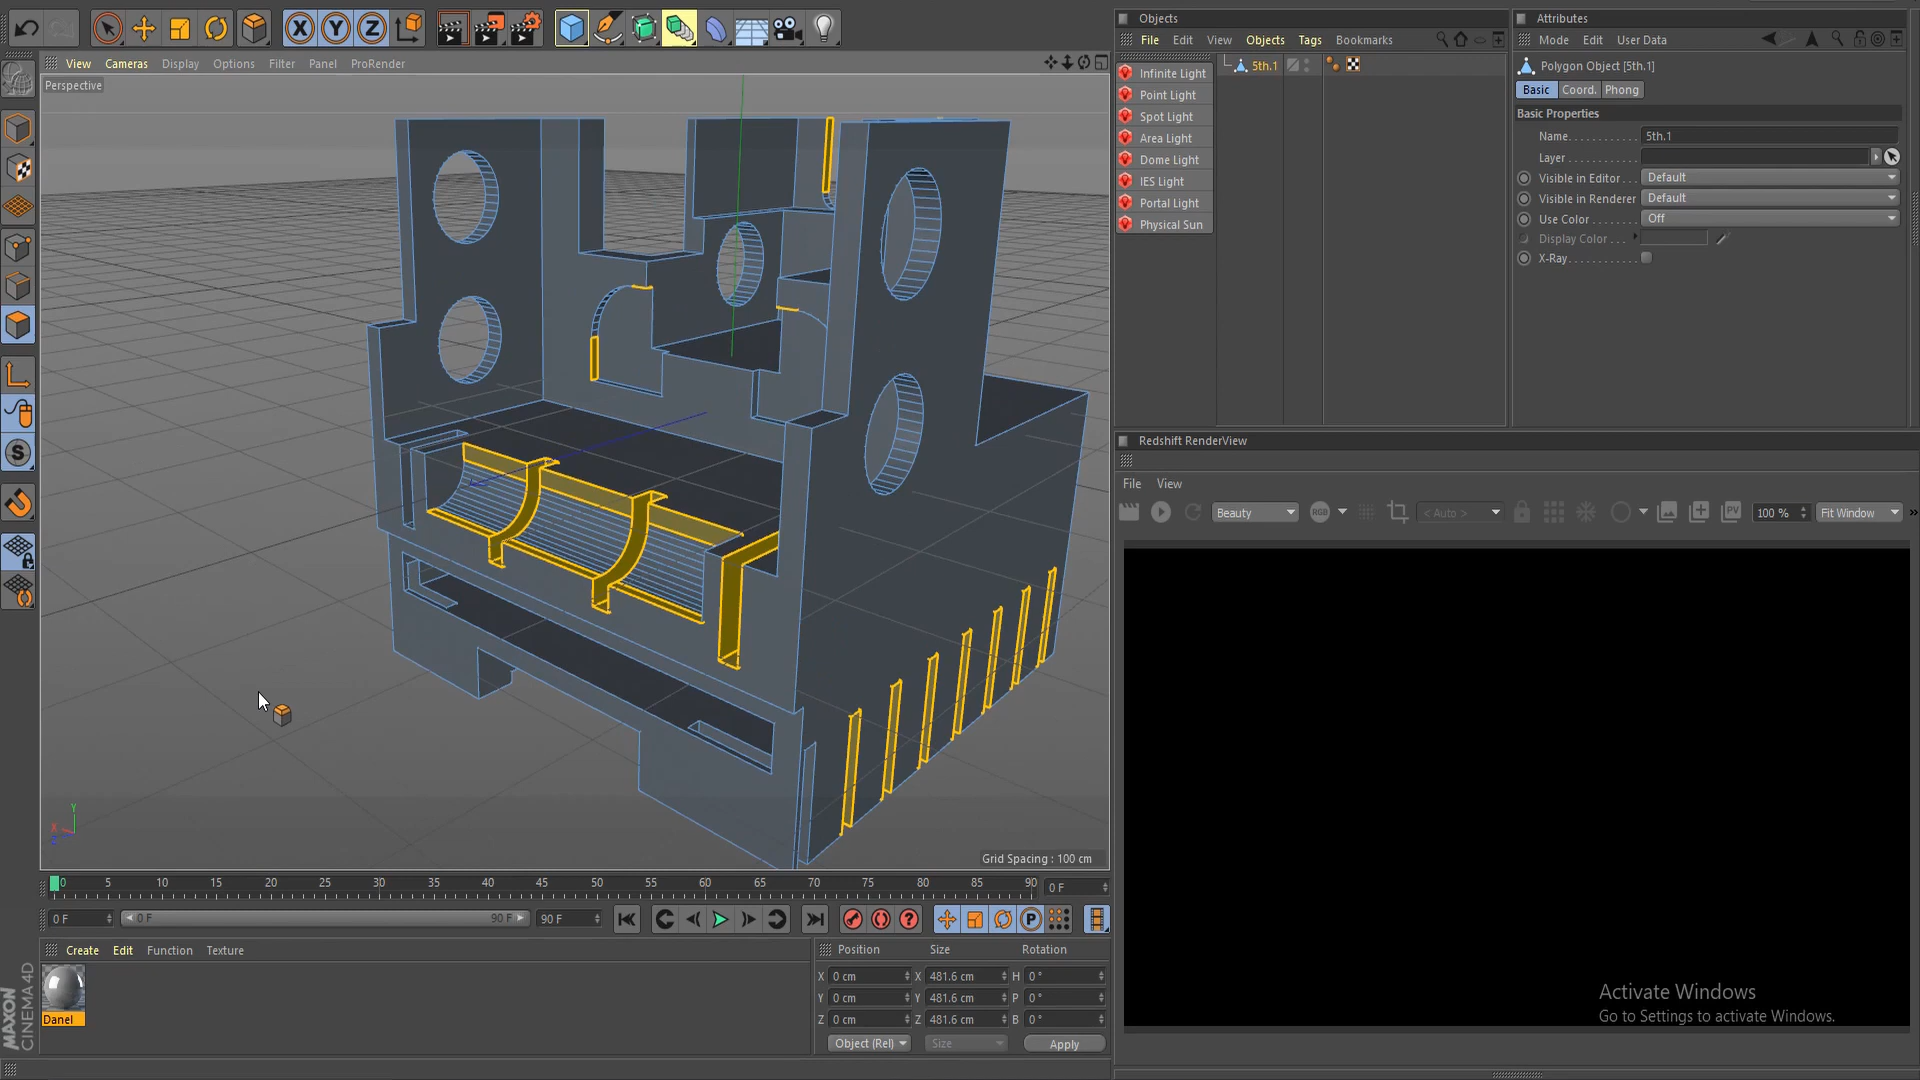 View Cameras Display Options Filter Panel ProRender
Perspective
Grid Spacing : 100 cm
Y
X
X Y Z
S
0 5 10 15 20 25 30 35 40 45 50 55 60 65 70 75 80 85 90 0 F
0 F 0 F 90 F 90 F
P
Create Edit Function Texture
Danel
MAXON
CINEMA 4D
Position Size Rotation
X 0 cm X 481.6 cm H 0 °
Y 0 cm Y 481.6 cm P 0 °
Z 0 cm Z 481.6 cm B 0 °
Object (Rel) Size Apply
Objects
File Edit View Objects Tags Bookmarks
Infinite Light
Point Light
Spot Light
Area Light
Dome Light
IES Light
Portal Light
Physical Sun
5th.1
Attributes
Mode Edit User Data
Polygon Object [5th.1]
Basic Coord. Phong
Basic Properties
Name 5th.1
Layer
Visible in Editor Default
Visible in Renderer Default
Use Color Off
Display Color
X-Ray
Redshift RenderView
File View
Beauty RGB < Auto > PV 100 % Fit Window »
Activate Windows
Go to Settings to activate Windows.